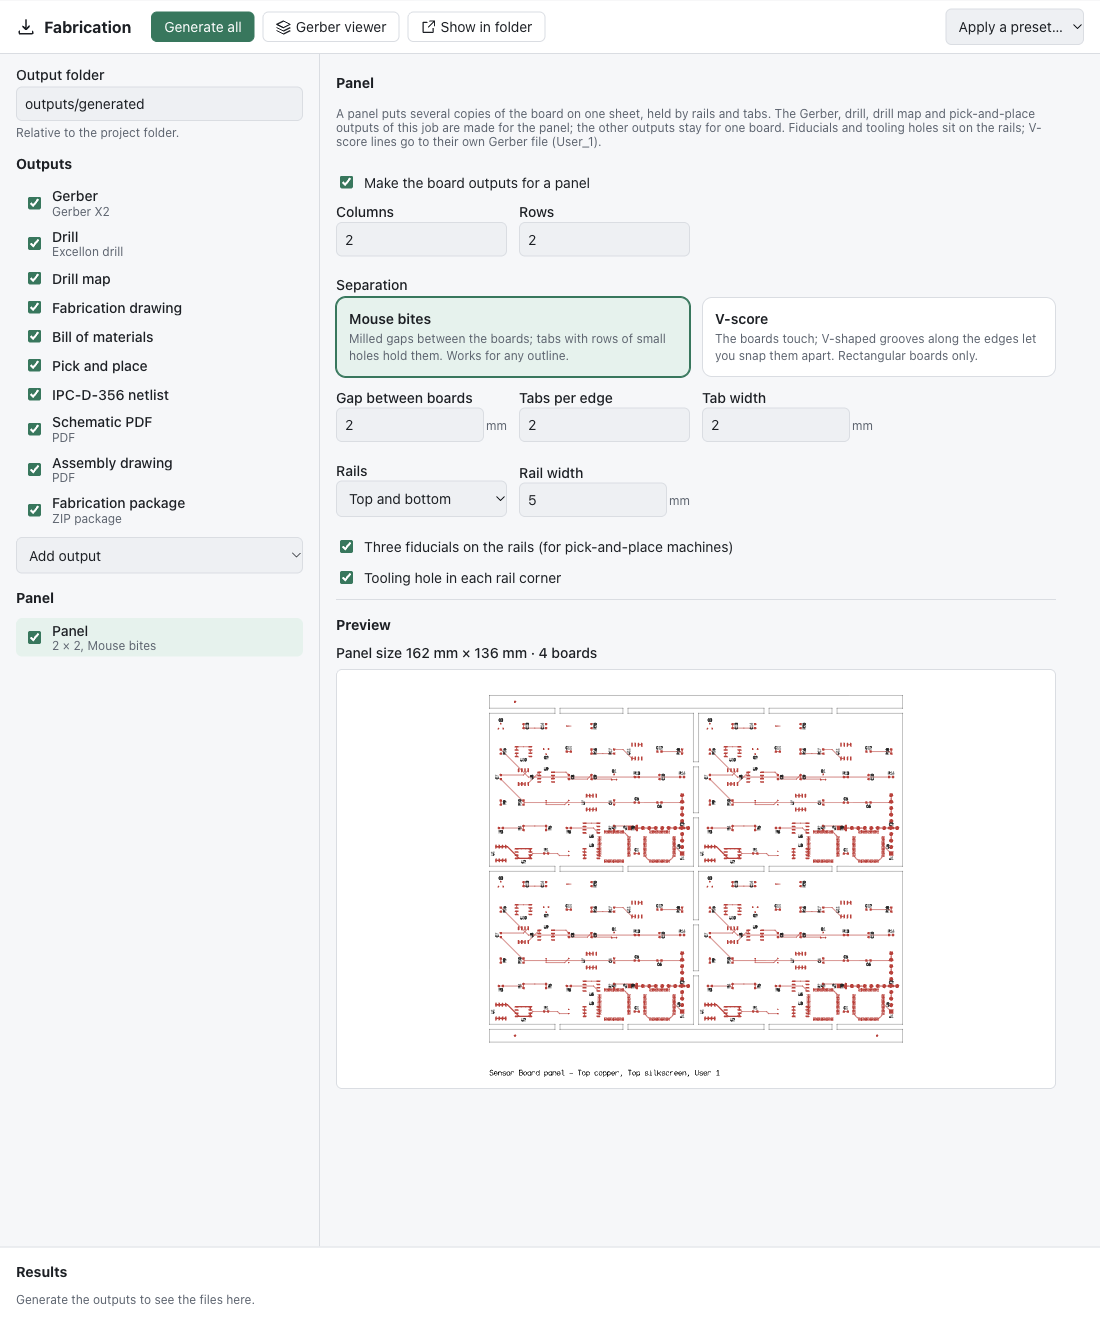 Fabrication
Generate all
Gerber viewer
Show in folder
Apply a preset...
Output folder
outputs/generated
Relative to the project folder.
Outputs
Gerber
Gerber X2
Drill
Excellon drill
Drill map
Fabrication drawing
Bill of materials
Pick and place
IPC-D-356 netlist
Schematic PDF
PDF
Assembly drawing
PDF
Fabrication package
ZIP package
Add output
Panel
Panel
2 × 2, Mouse bites
Panel
A panel puts several copies of the board on one sheet, held by rails and tabs. The Gerber, drill, drill map and pick-and-place
outputs of this job are made for the panel; the other outputs stay for one board. Fiducials and tooling holes sit on the rails; V-
score lines go to their own Gerber file (User_1).
Make the board outputs for a panel
Columns
Rows
2
2
Separation
Mouse bites
Milled gaps between the boards; tabs with rows of small
holes hold them. Works for any outline.
V-score
The boards touch; V-shaped grooves along the edges let
you snap them apart. Rectangular boards only.
Gap between boards
Tabs per edge
Tab width
2 mm
2
2 mm
Rails
Rail width
Top and bottom
5 mm
Three fiducials on the rails (for pick-and-place machines)
Tooling hole in each rail corner
Preview
Panel size 162 mm × 136 mm · 4 boards
Sensor Board panel - Top copper, Top silkscreen, User 1
Results
Generate the outputs to see the files here.